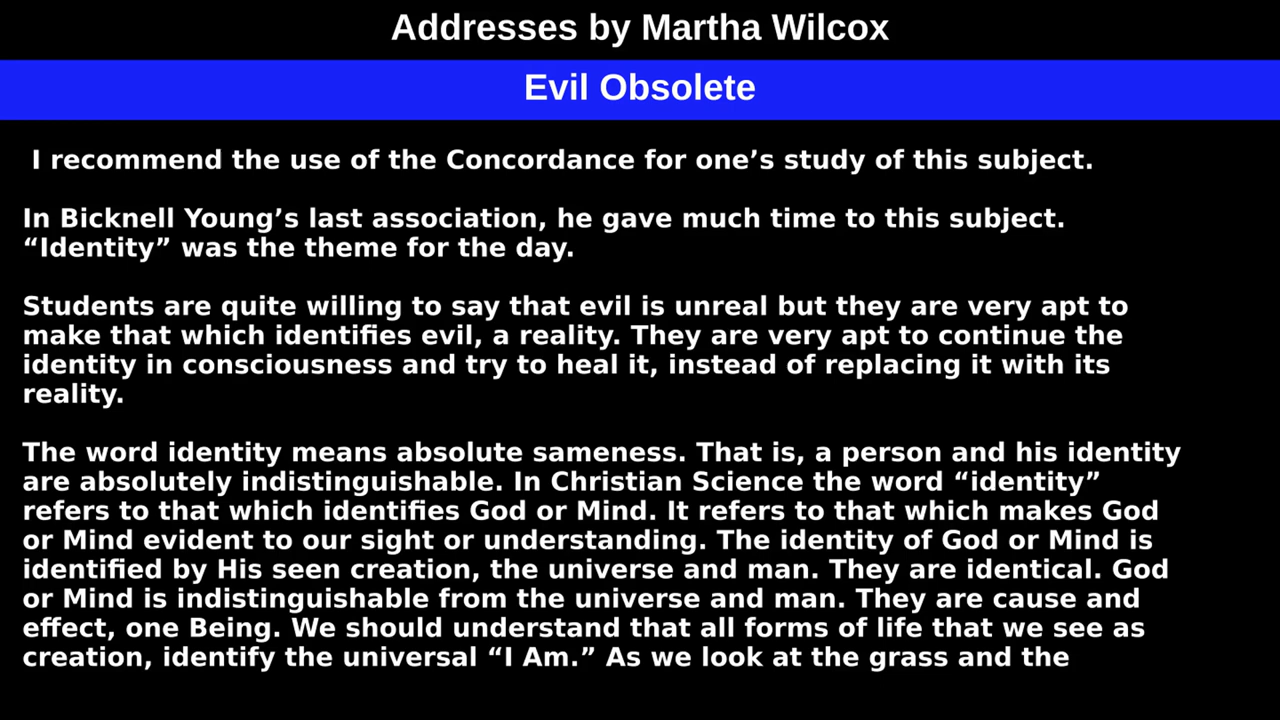 Addresses by Martha Wilcox
Evil Obsolete
I recommend the use of the Concordance for one’s study of this subject.
In Bicknell Young’s last association, he gave much time to this subject.
“Identity” was the theme for the day.
Students are quite willing to say that evil is unreal but they are very apt to
make that which identifies evil, a reality. They are very apt to continue the
identity in consciousness and try to heal it, instead of replacing it with its
reality.
The word identity means absolute sameness. That is, a person and his identity
are absolutely indistinguishable. In Christian Science the word “identity”
refers to that which identifies God or Mind. It refers to that which makes God
or Mind evident to our sight or understanding. The identity of God or Mind is
identified by His seen creation, the universe and man. They are identical. God
or Mind is indistinguishable from the universe and man. They are cause and
effect, one Being. We should understand that all forms of life that we see as
creation, identify the universal “I Am.” As we look at the grass and the